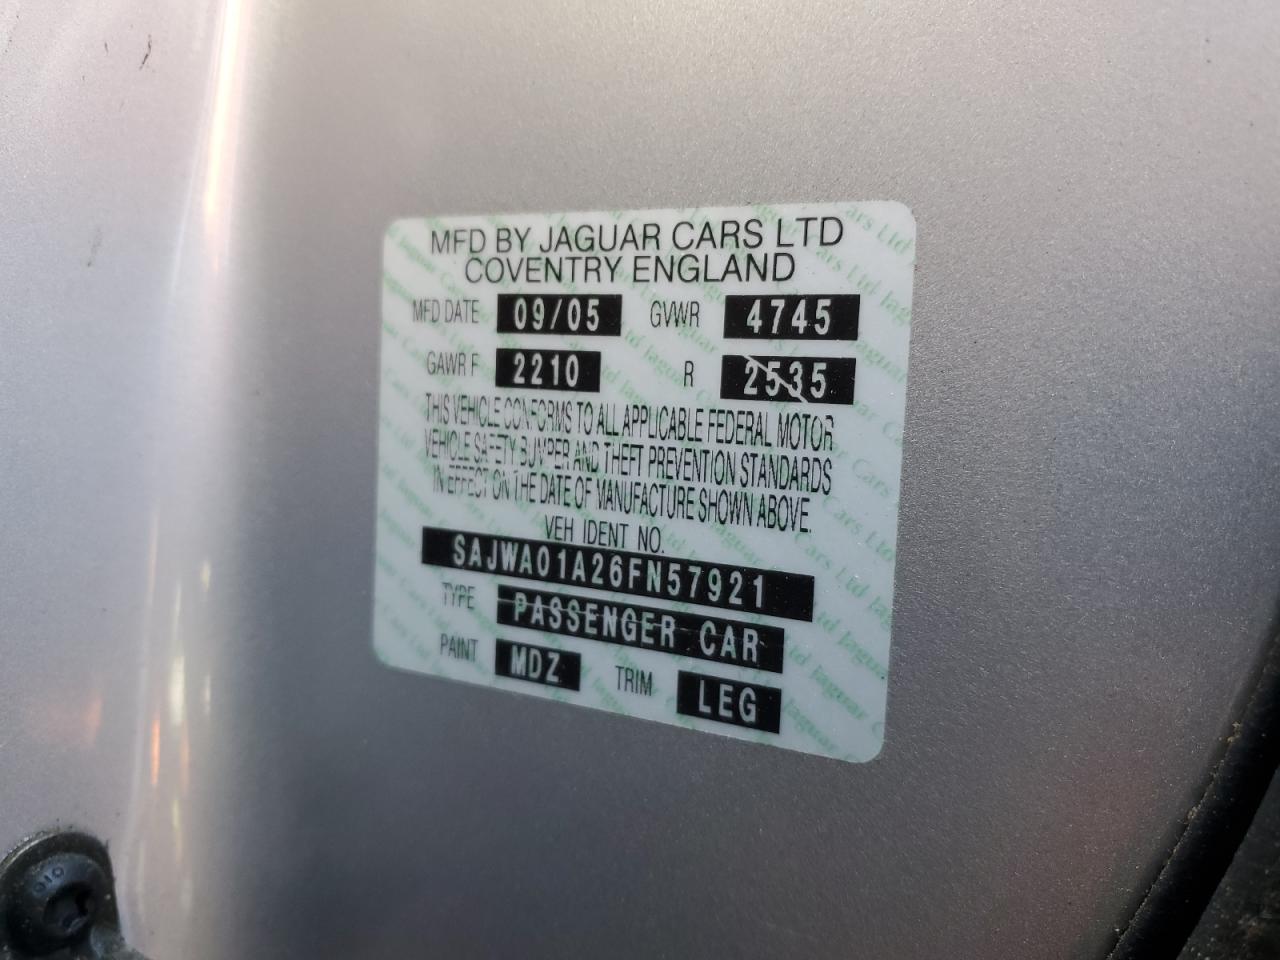 MFD BY JAGUAR CARS LTD
COVENTRY ENGLAND
MFD DATE 09/05 GVWR 4745
GAWR F 2210 R 2535
THIS VEHICLE CONFORMS TO ALL APPLICABLE FEDERAL MOTOR
VEHICLE SAFETY BUMPER AND THEFT PREVENTION STANDARDS
IN EFFECT ON THE DATE OF MANUFACTURE SHOWN ABOVE.
VEH IDENT NO.
SAJWA01A26FN57921
TYPE PASSENGER CAR
PAINT MDZ TRIM LEG